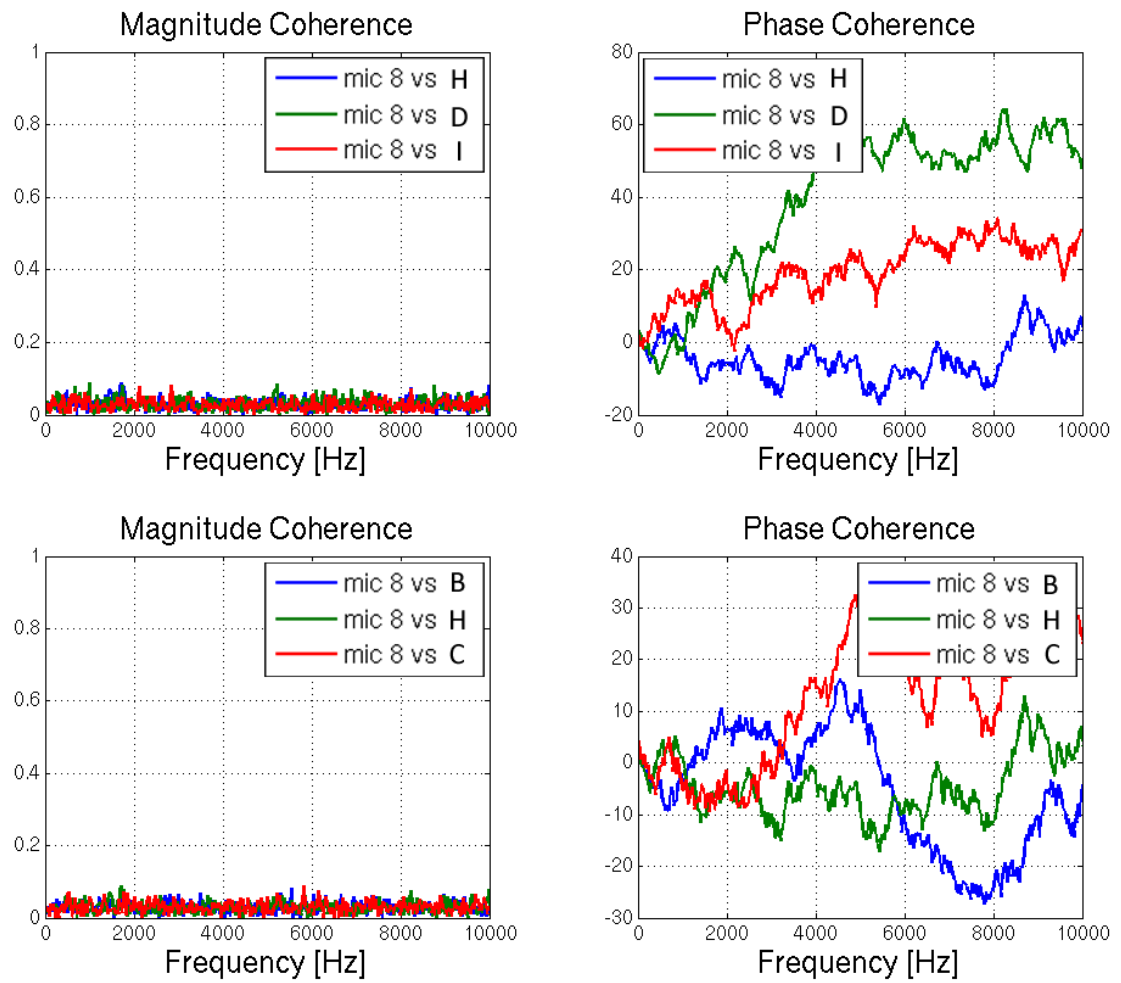 Magnitude Coherence
1
0.8
0.6
0.4
0.2
0
mic 8 vs H
mic 8 vs D
mic 8 vs I
0 2000 4000 6000 8000 10000
Frequency [Hz]
Phase Coherence
80
60
40
20
0
-20
mic 8 vs H
mic 8 vs D
mic 8 vs I
0 2000 4000 6000 8000 10000
Frequency [Hz]
Magnitude Coherence
1
0.8
0.6
0.4
0.2
0
mic 8 vs B
mic 8 vs H
mic 8 vs C
0 2000 4000 6000 8000 10000
Frequency [Hz]
Phase Coherence
40
30
20
10
0
-10
-20
-30
mic 8 vs B
mic 8 vs H
mic 8 vs C
0 2000 4000 6000 8000 10000
Frequency [Hz]